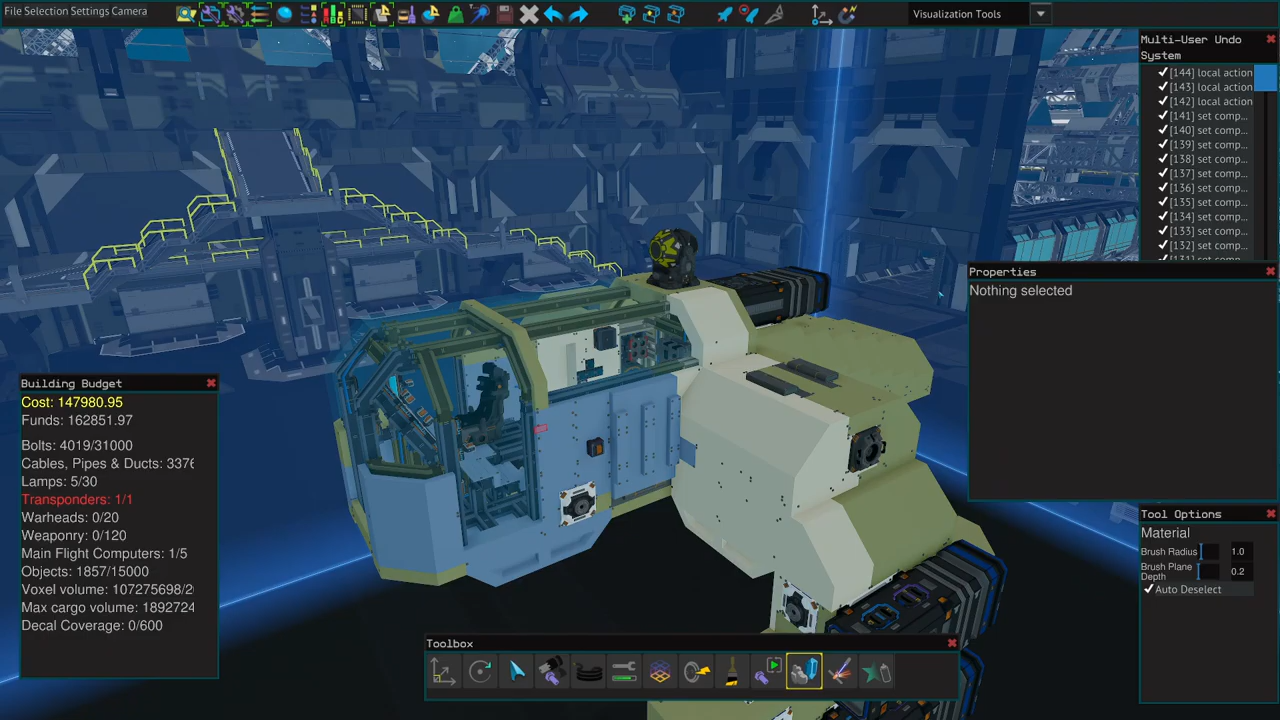 File Selection Settings Camera
Visualization Tools
Multi-User Undo
System
[144] local action
[143] local action
[142] local action
[141] set comp...
[140] set comp...
[139] set comp...
[138] set comp...
[137] set comp...
[136] set comp...
[135] set comp...
[134] set comp...
[133] set comp...
[132] set comp...
Properties
Nothing selected
Building Budget
Cost: 147980.95
Funds: 162851.97
Bolts: 4019/31000
Cables, Pipes & Ducts: 3376
Lamps: 5/30
Transponders: 1/1
Warheads: 0/20
Weaponry: 0/120
Main Flight Computers: 1/5
Objects: 1857/15000
Voxel volume: 107275698/2
Max cargo volume: 1892724
Decal Coverage: 0/600
Tool Options
Material
Brush Radius 1.0
Brush Plane
Depth 0.2
Auto Deselect
Toolbox